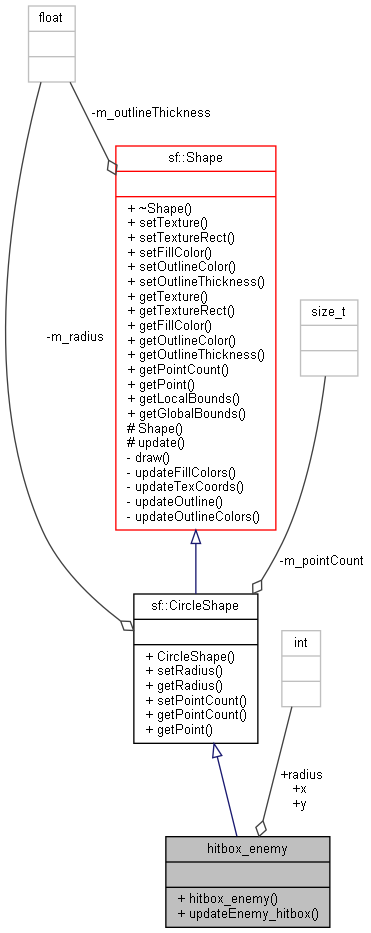 float
-m_outlineThickness
sf::Shape
+ ~Shape()
+ setTexture()
+ setTextureRect()
+ setFillColor()
+ setOutlineColor()
+ setOutlineThickness()
+ getTexture()
+ getTextureRect()
+ getFillColor()
+ getOutlineColor()
+ getOutlineThickness()
+ getPointCount()
+ getPoint()
+ getLocalBounds()
+ getGlobalBounds()
# Shape()
# update()
- draw()
- updateFillColors()
- updateTexCoords()
- updateOutline()
- updateOutlineColors()
-m_radius
size_t
-m_pointCount
sf::CircleShape
+ CircleShape()
+ setRadius()
+ getRadius()
+ setPointCount()
+ getPointCount()
+ getPoint()
int
+radius
+x
+y
hitbox_enemy
+ hitbox_enemy()
+ updateEnemy_hitbox()